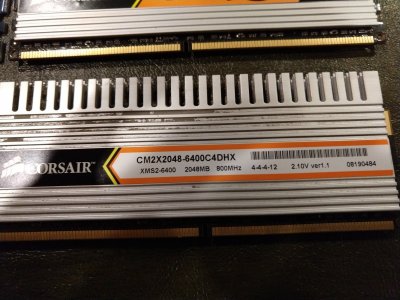 CORSAIR
CM2X2048-6400C4DHX
XMS2-6400 2048MB 800MHz 4-4-4-12 2.10V ver1.1 08190484